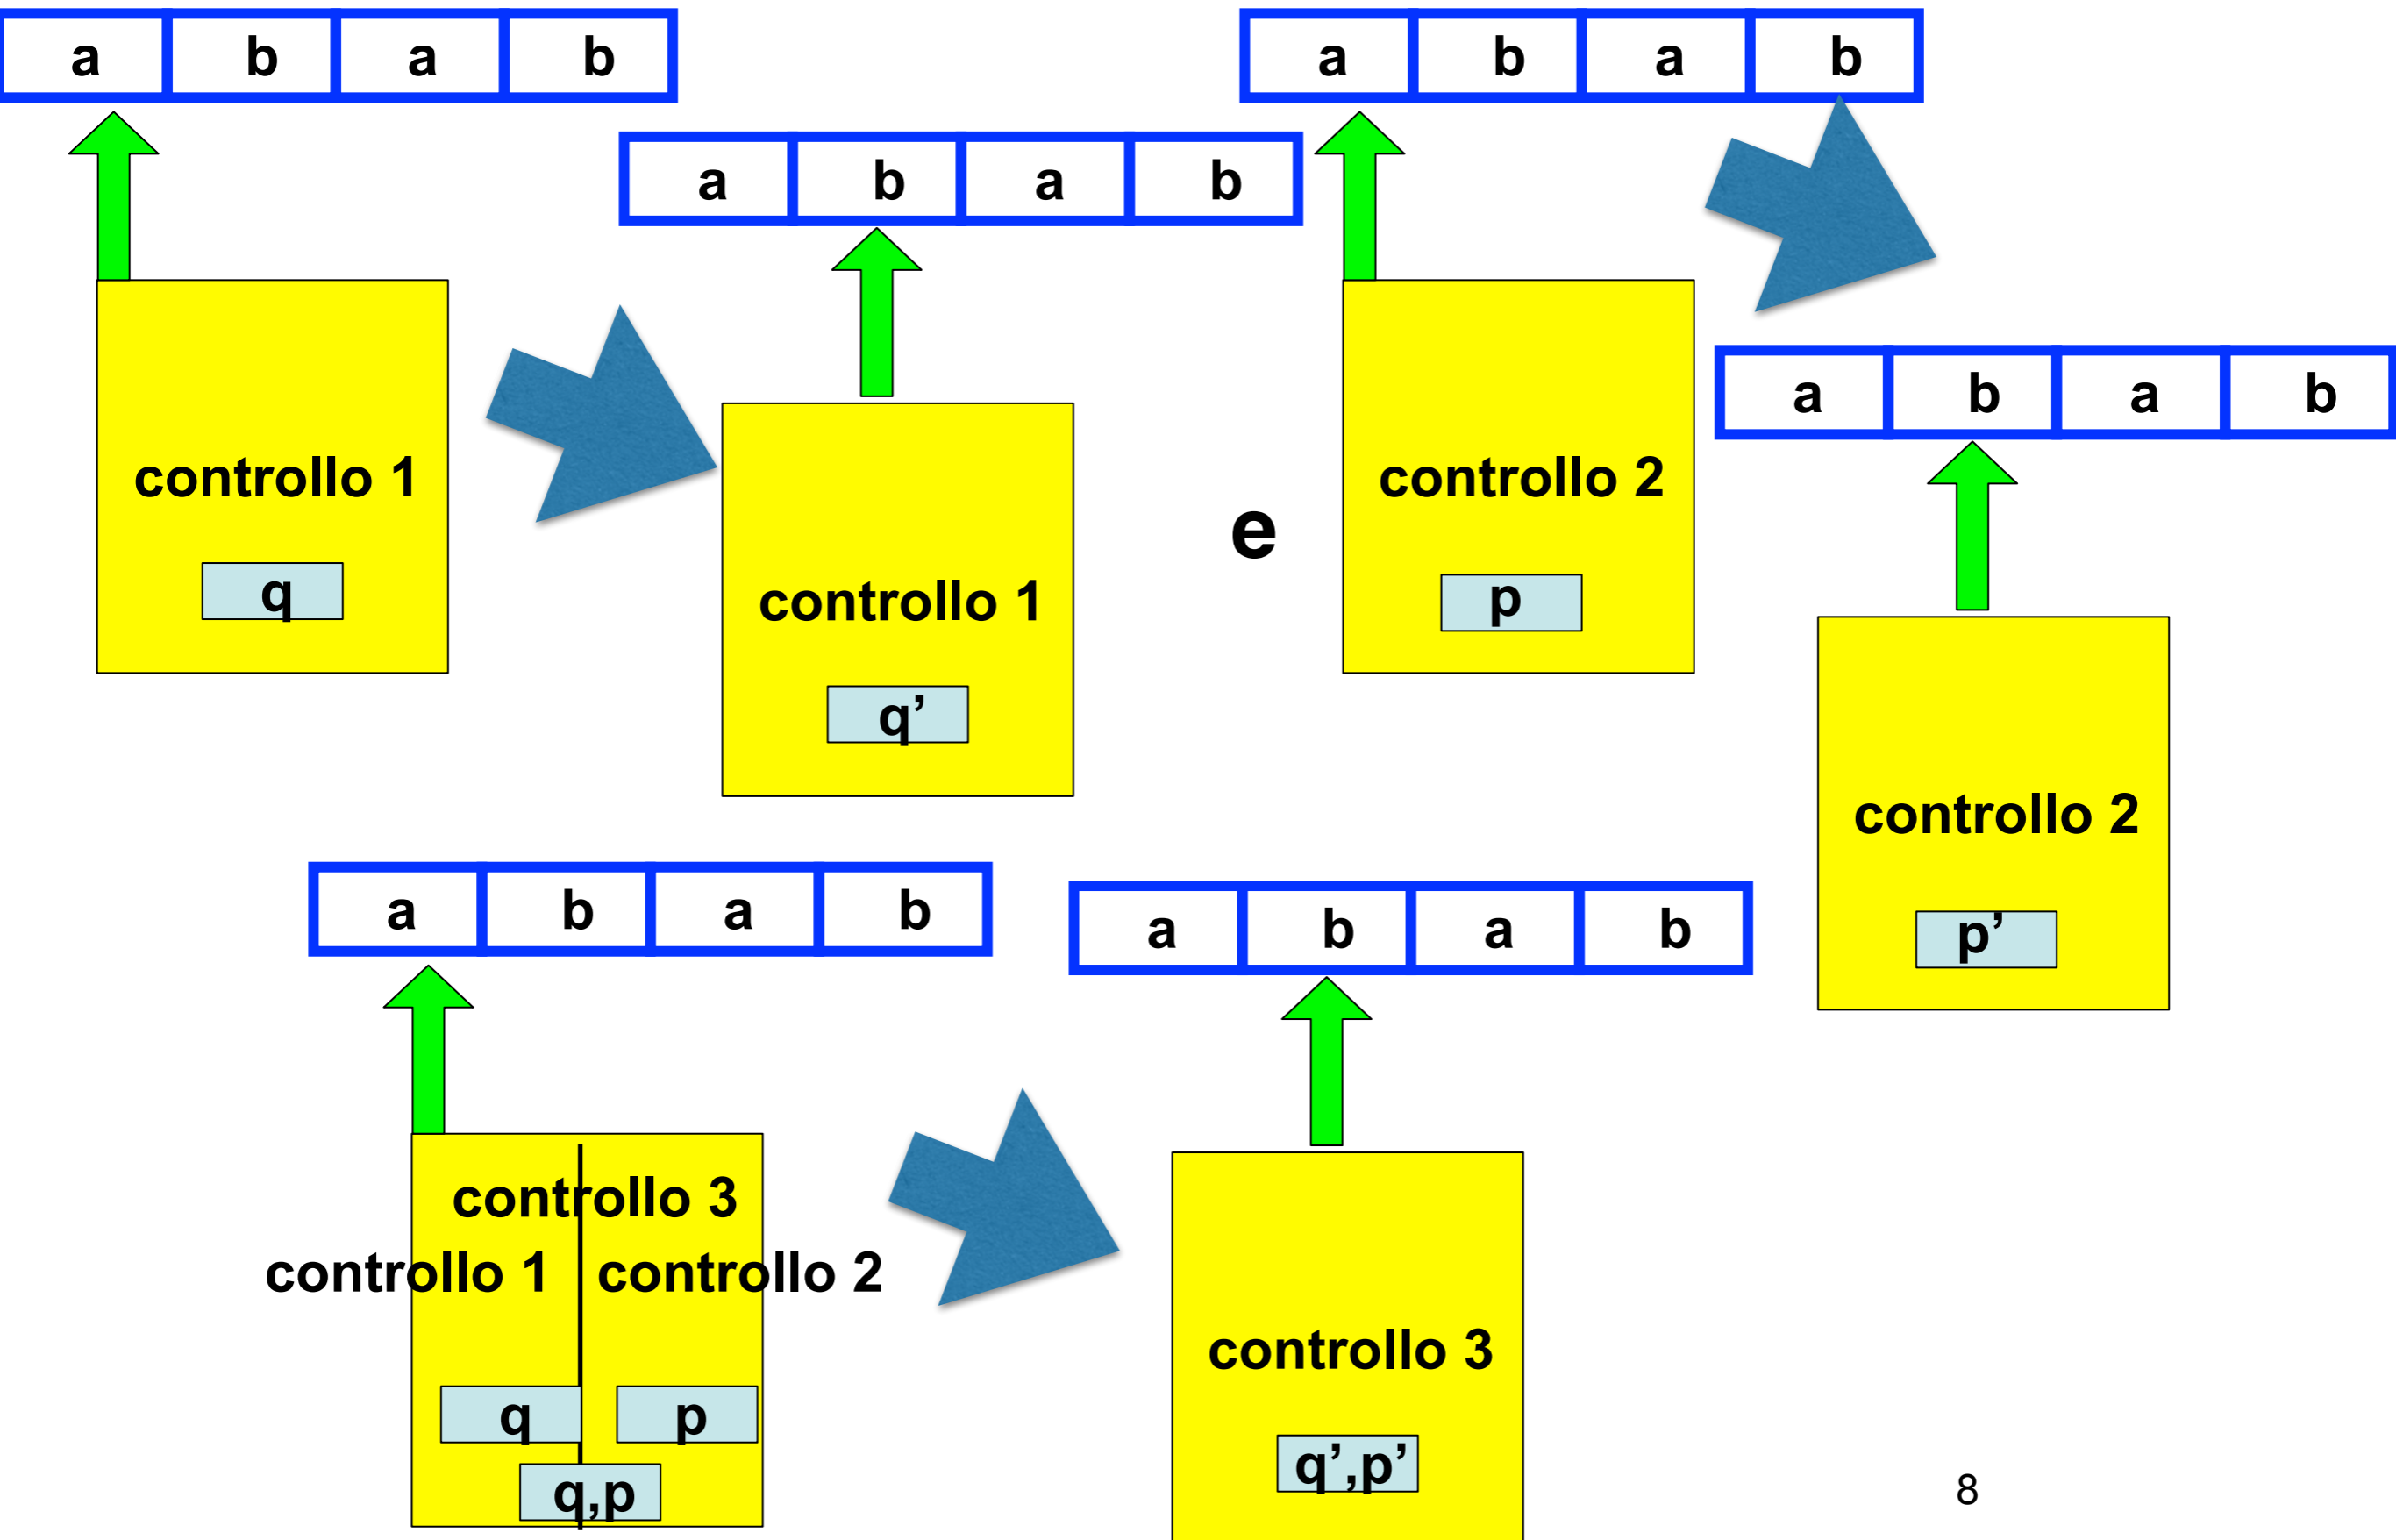 a b a b
controllo 1
q
a b a b
controllo 1
q’
e
a b a b
controllo 2
p
a b a b
controllo 2
p’
a b a b
controllo 3
controllo 1 controllo 2
q p
q,p
a b a b
controllo 3
q’,p’
8